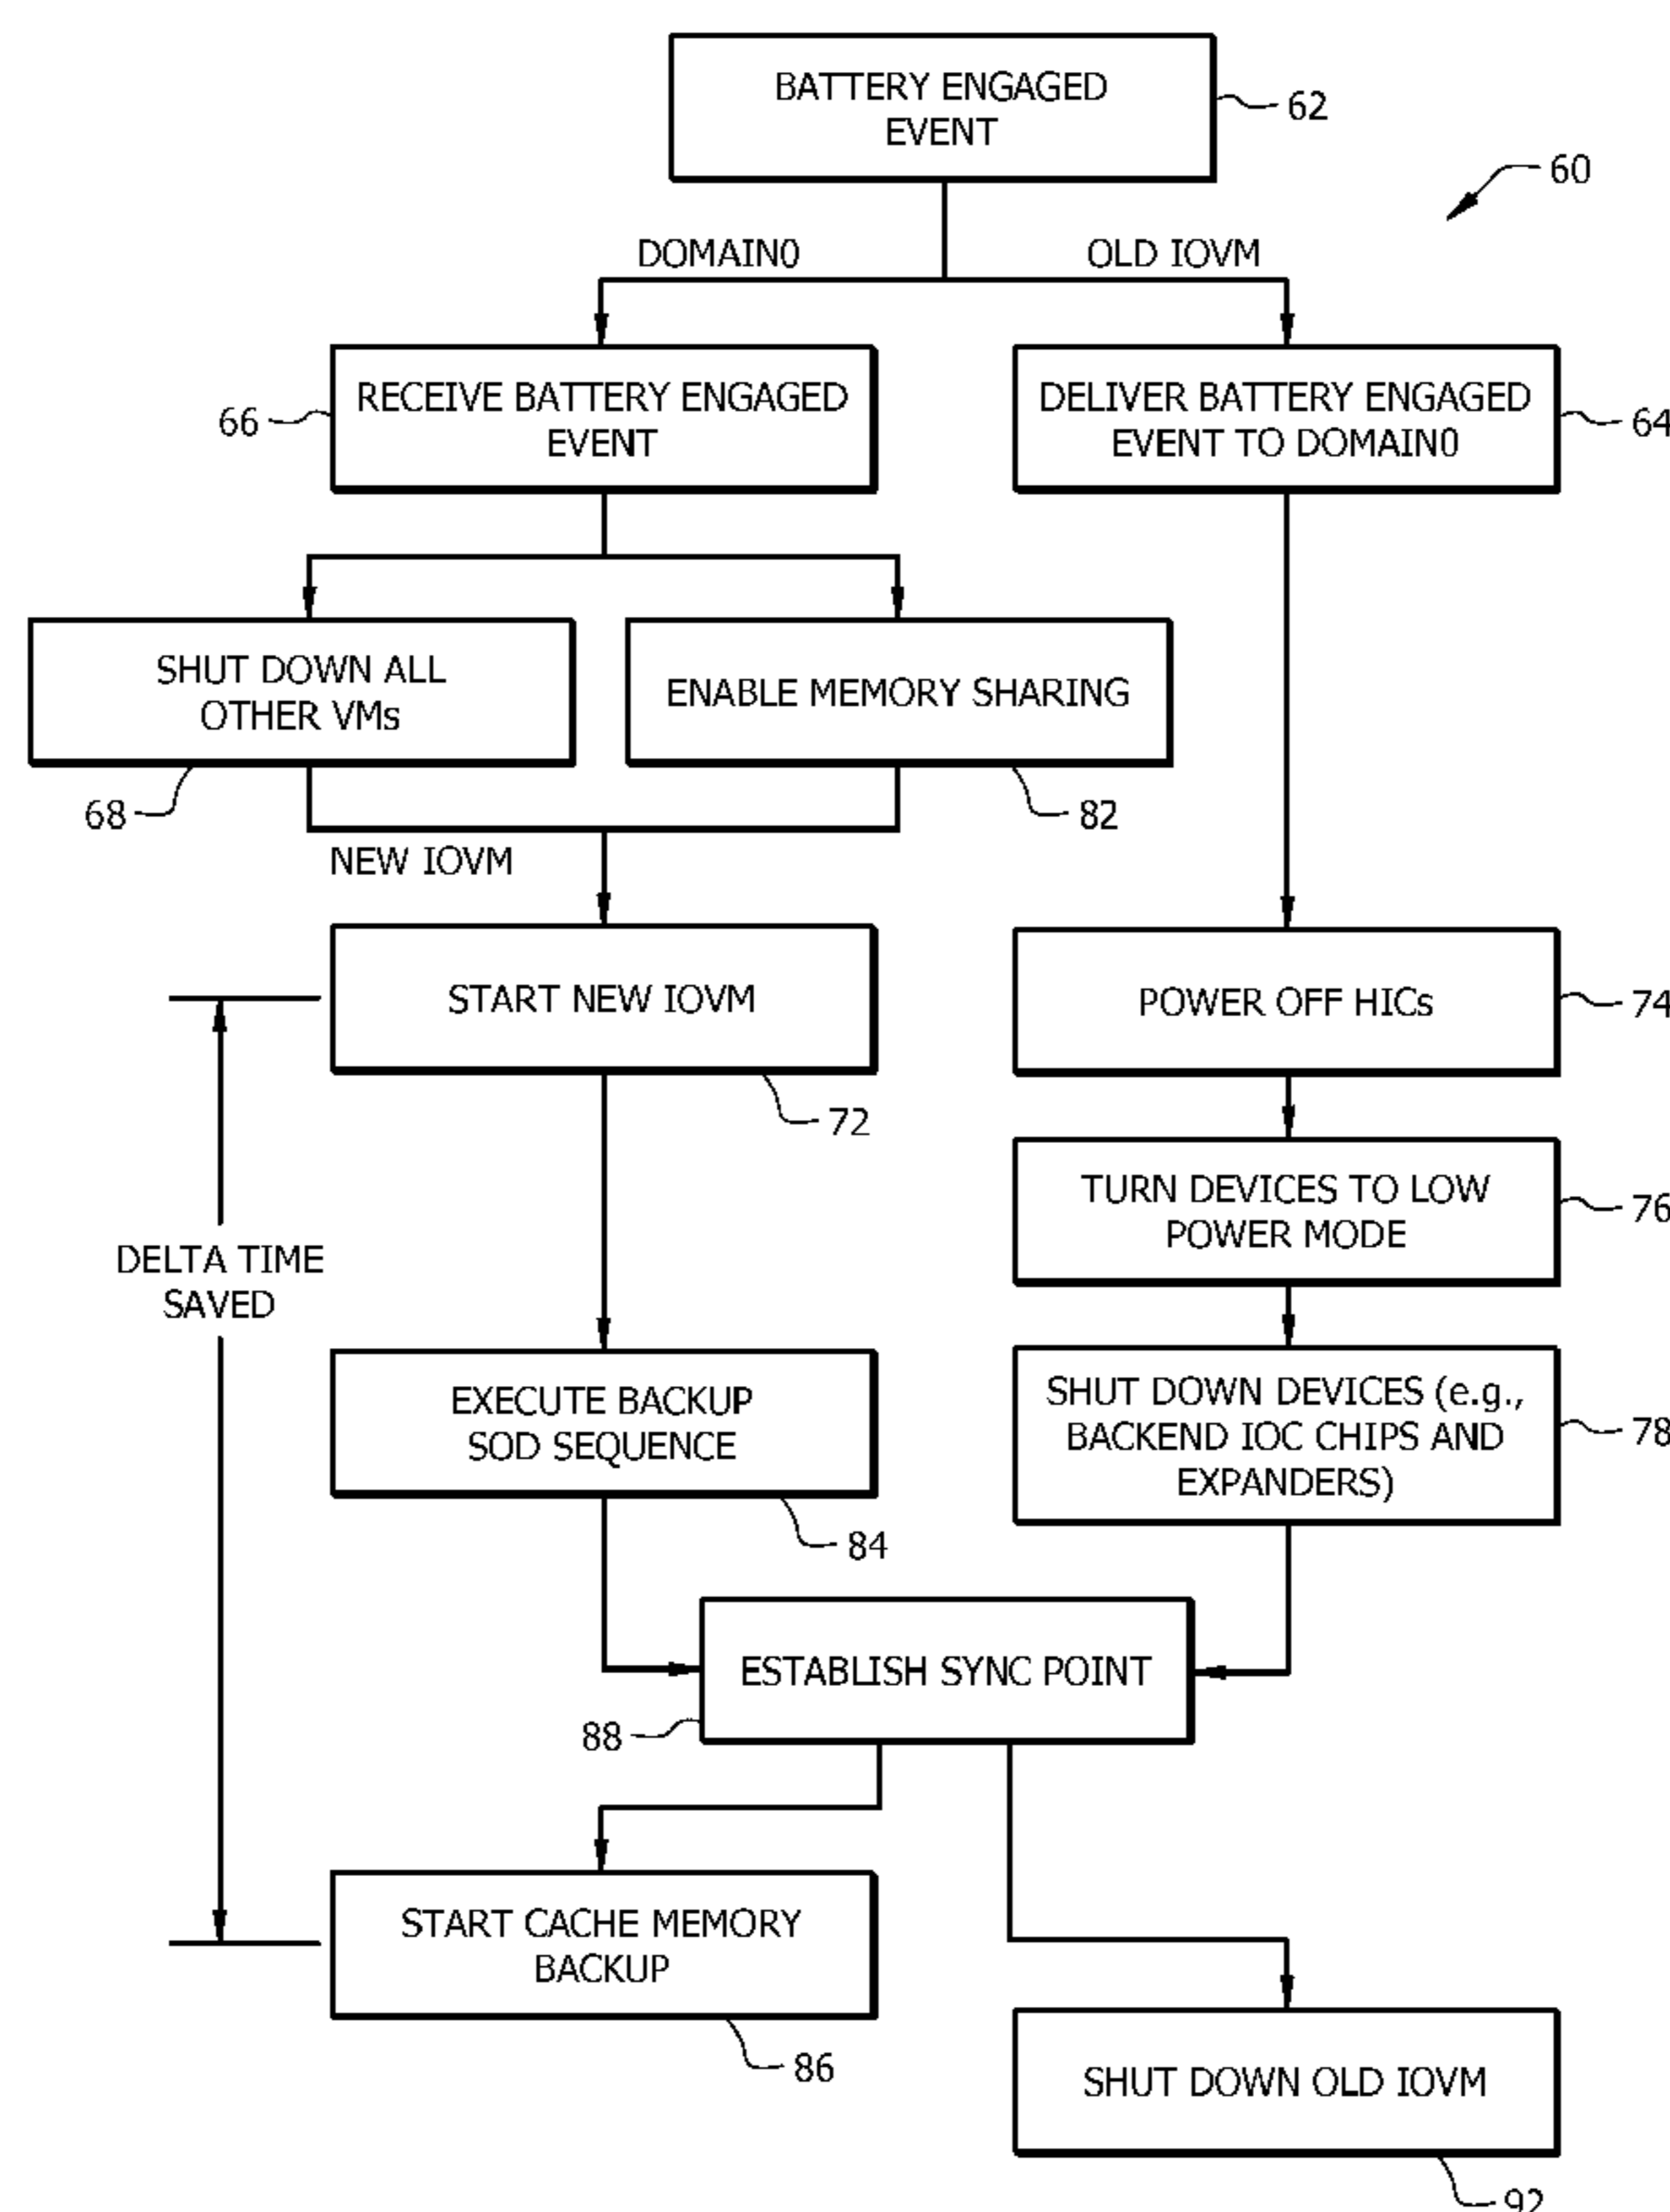 BATTERY ENGAGED
EVENT
62
60
DOMAIN0
OLD IOVM
RECEIVE BATTERY ENGAGED
EVENT
66
DELIVER BATTERY ENGAGED
EVENT TO DOMAIN0
64
SHUT DOWN ALL
OTHER VMs
68
ENABLE MEMORY SHARING
82
NEW IOVM
START NEW IOVM
72
POWER OFF HICs
74
TURN DEVICES TO LOW
POWER MODE
76
DELTA TIME
SAVED
EXECUTE BACKUP
SOD SEQUENCE
84
SHUT DOWN DEVICES (e.g.,
BACKEND IOC CHIPS AND
EXPANDERS)
78
ESTABLISH SYNC POINT
88
START CACHE MEMORY
BACKUP
86
SHUT DOWN OLD IOVM
92